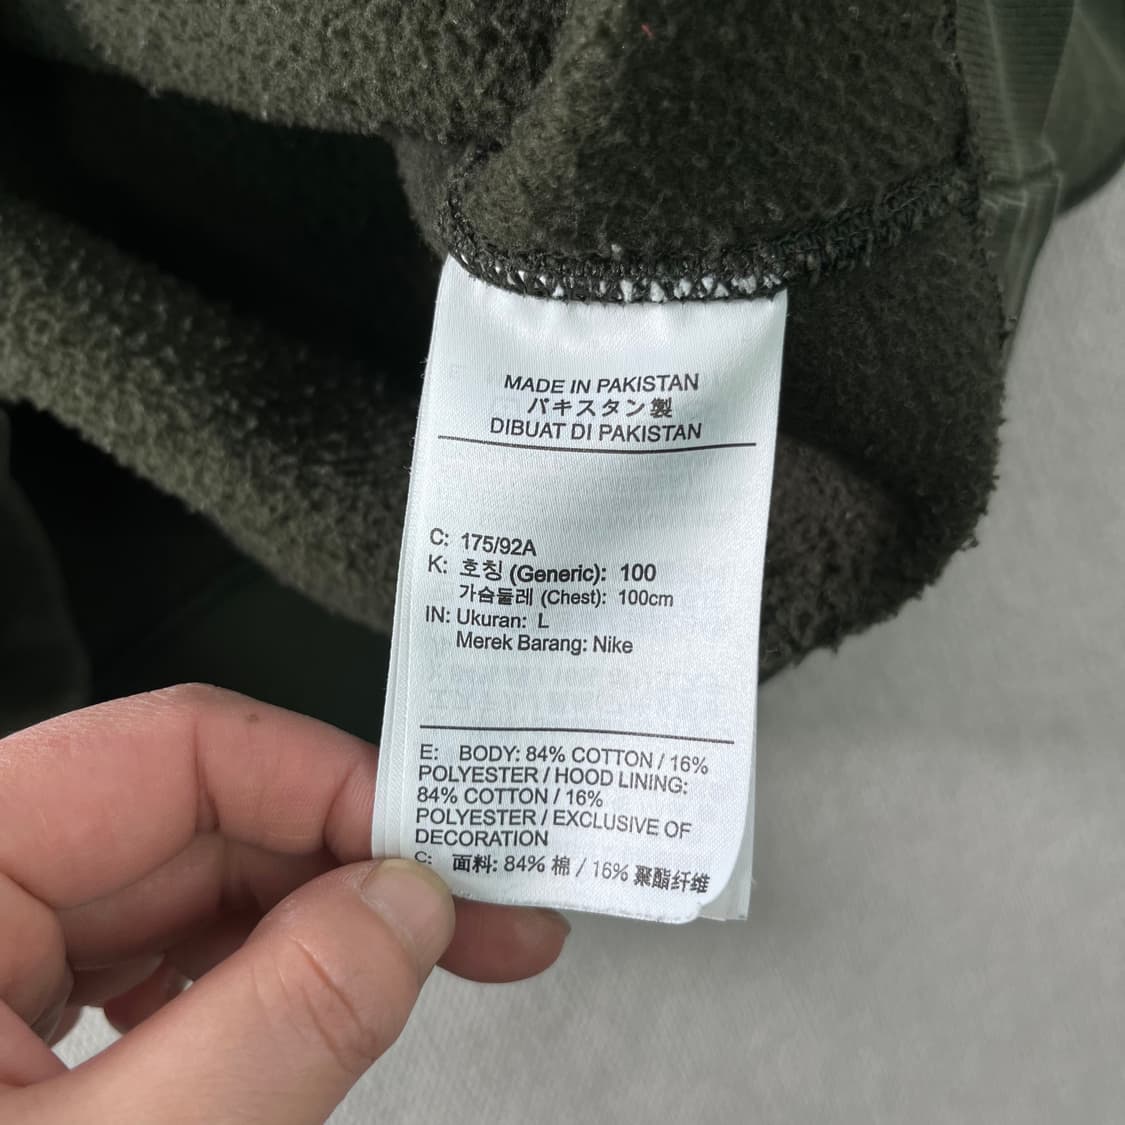 MADE IN PAKISTAN
パキスタン製
DIBUAT DI PAKISTAN
C: 175/92A
K: 호칭 (Generic): 100
가슴둘레 (Chest): 100cm
IN: Ukuran: L
Merek Barang: Nike
E: BODY: 84% COTTON / 16%
POLYESTER / HOOD LINING:
84% COTTON / 16%
POLYESTER / EXCLUSIVE OF
DECORATION
C: 面料: 84% 棉 / 16% 聚酯纤维